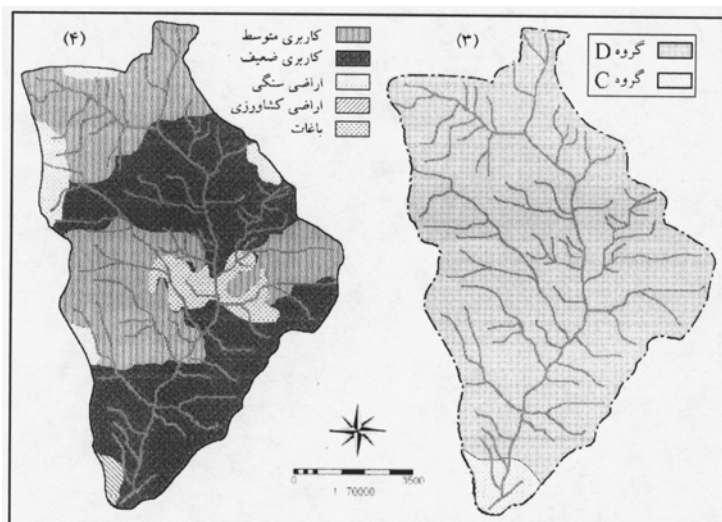 (۴)
کاربری متوسط
کاربری ضعیف
اراضی سنگی
اراضی کشاورزی
باغات
(۳)
گروه D
گروه C
0 3500
1: 70000